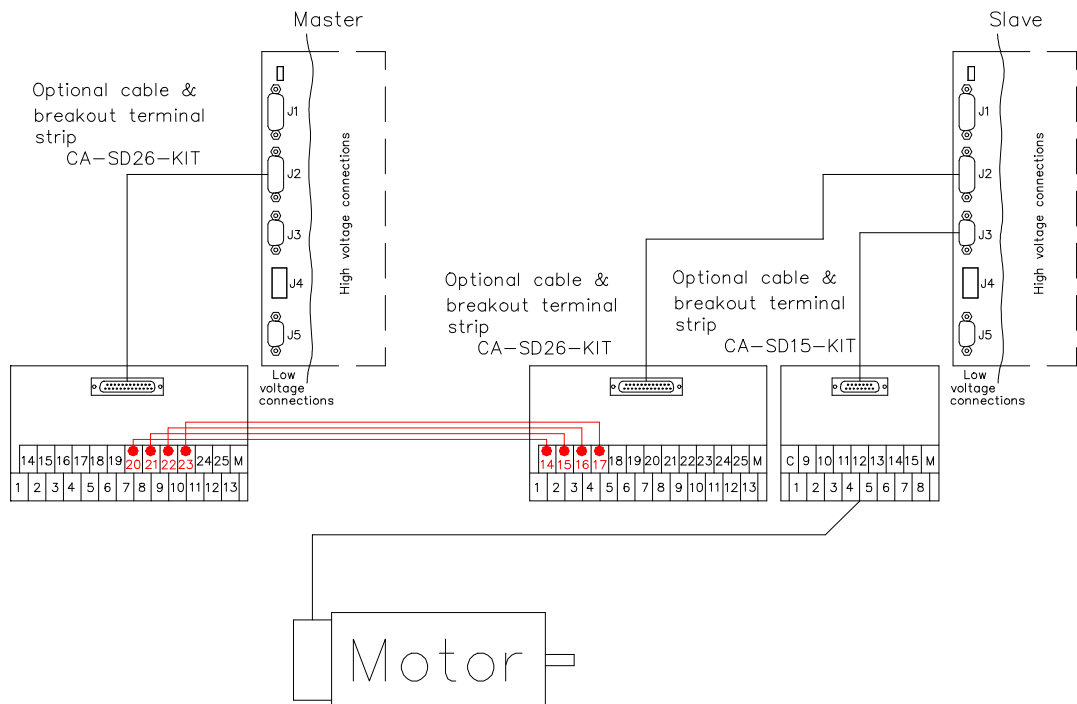 Master
Slave
Optional cable &
breakout terminal
strip
CA-SD26-KIT
J1
J2
J3
J4
J5
High voltage connections
Low
voltage
connections
J1
J2
J3
J4
J5
High voltage connections
Low
voltage
connections
Optional cable &
breakout terminal
strip
CA-SD26-KIT
Optional cable &
breakout terminal
strip
CA-SD15-KIT
14 15 16 17 18 19 20 21 22 23 24 25 M
1 2 3 4 5 6 7 8 9 10 11 12 13
14 15 16 17 18 19 20 21 22 23 24 25 M
1 2 3 4 5 6 7 8 9 10 11 12 13
C 9 10 11 12 13 14 15 M
1 2 3 4 5 6 7 8
Motor